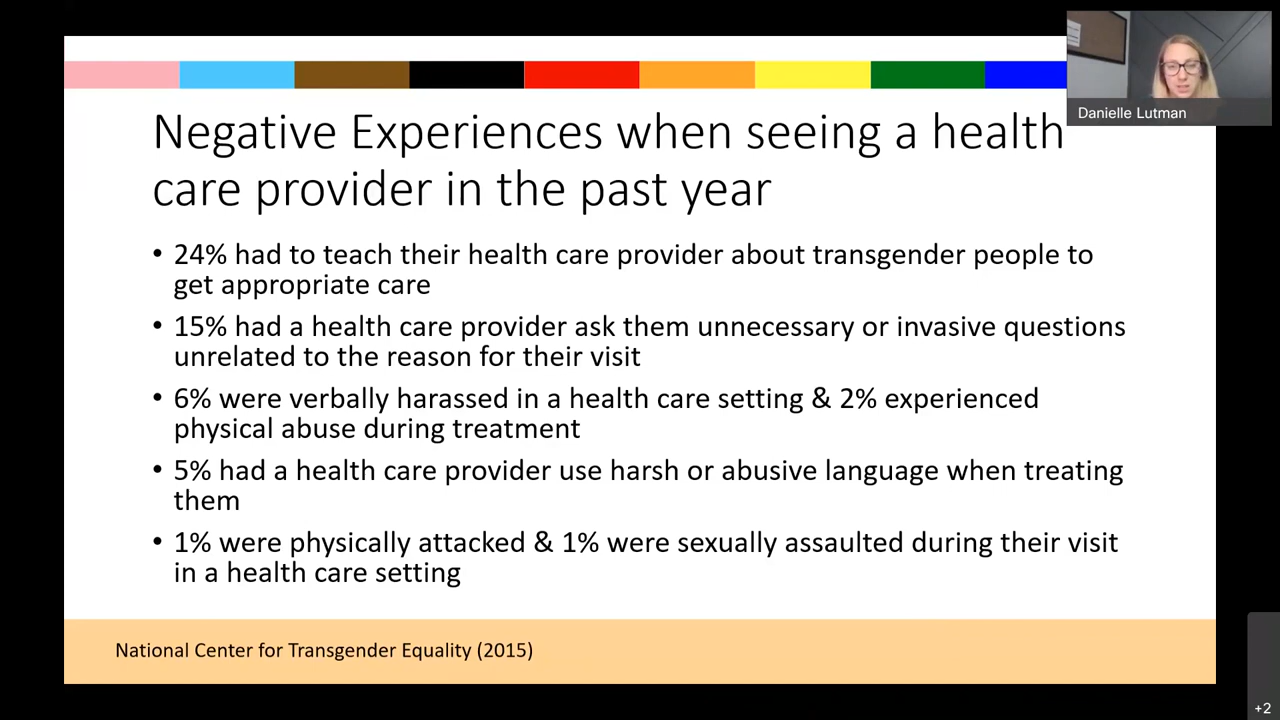 Negative Experiences when seeing a health
care provider in the past year
• 24% had to teach their health care provider about transgender people to
get appropriate care
• 15% had a health care provider ask them unnecessary or invasive questions
unrelated to the reason for their visit
• 6% were verbally harassed in a health care setting & 2% experienced
physical abuse during treatment
• 5% had a health care provider use harsh or abusive language when treating
them
• 1% were physically attacked & 1% were sexually assaulted during their visit
in a health care setting
National Center for Transgender Equality (2015)
Danielle Lutman
+2